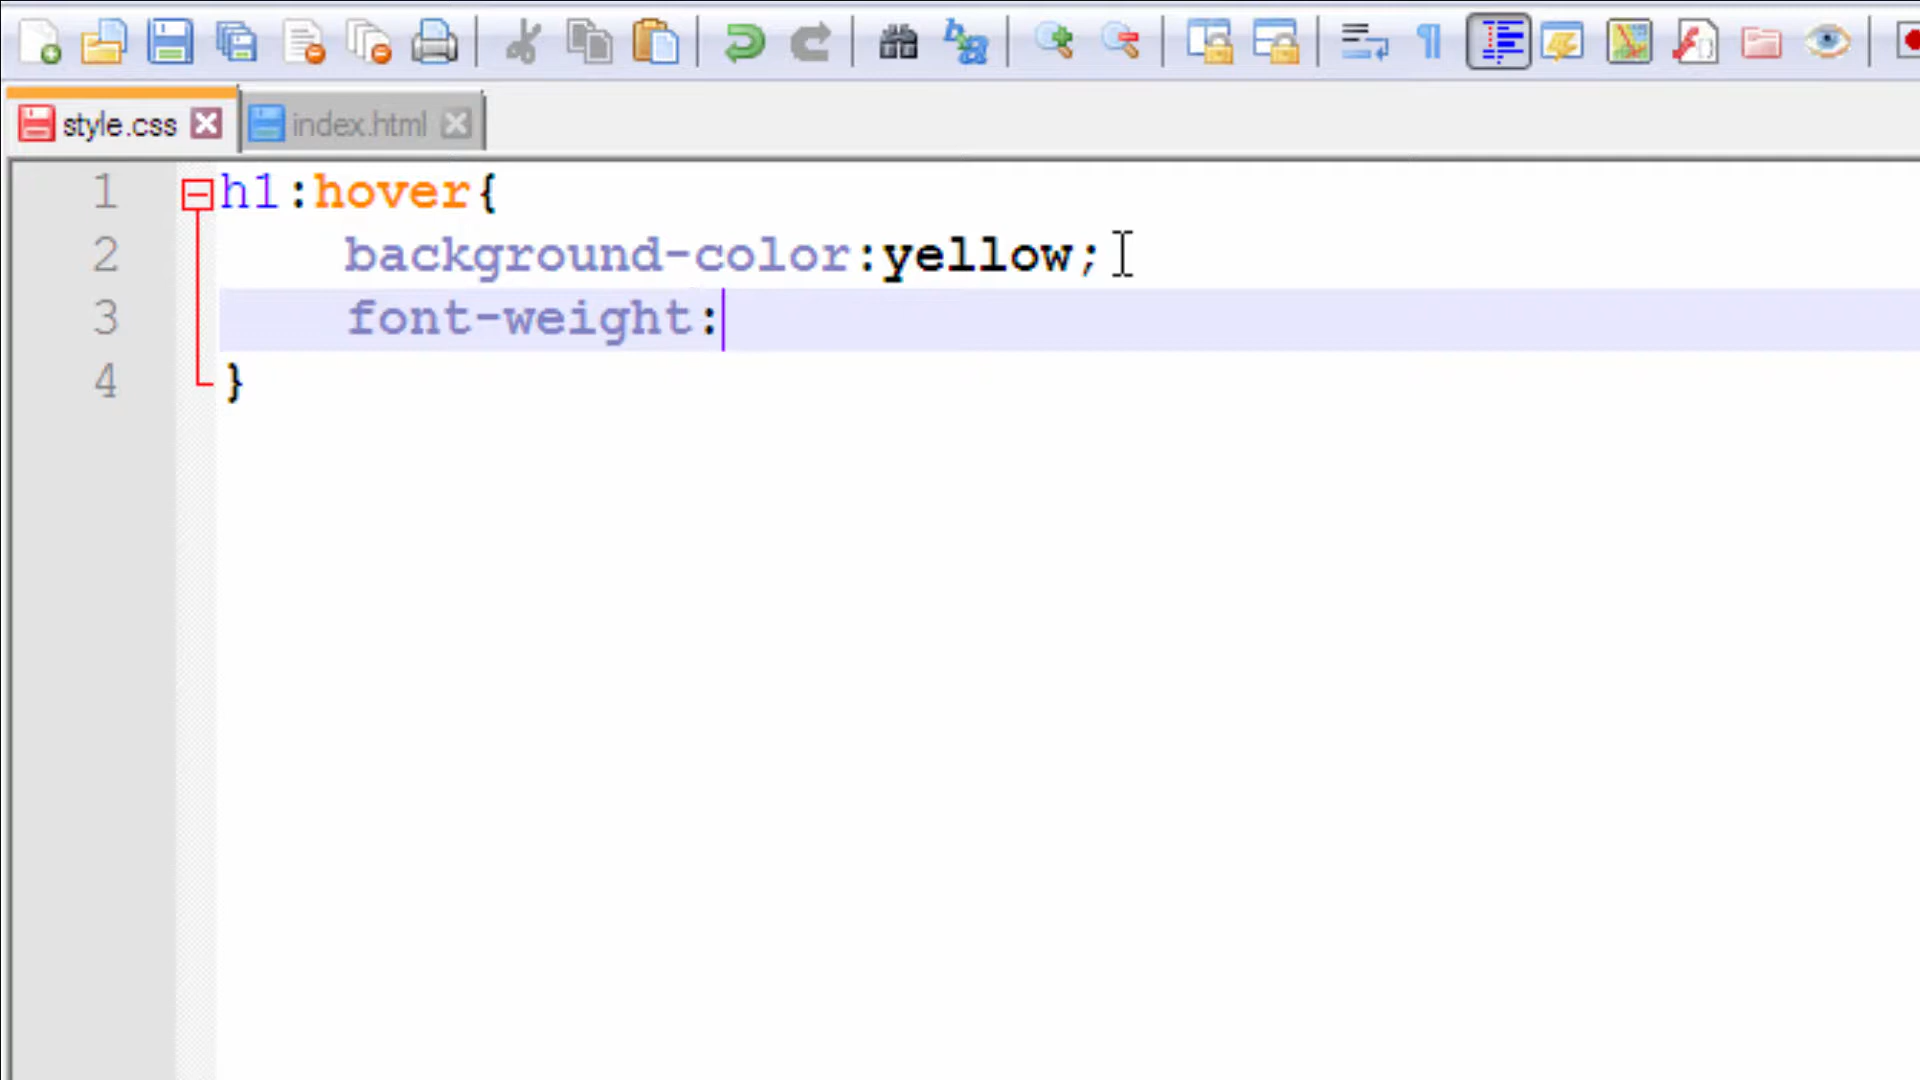 style.css index.html
1 h1:hover{
2 background-color:yellow;
3 font-weight:
4 }